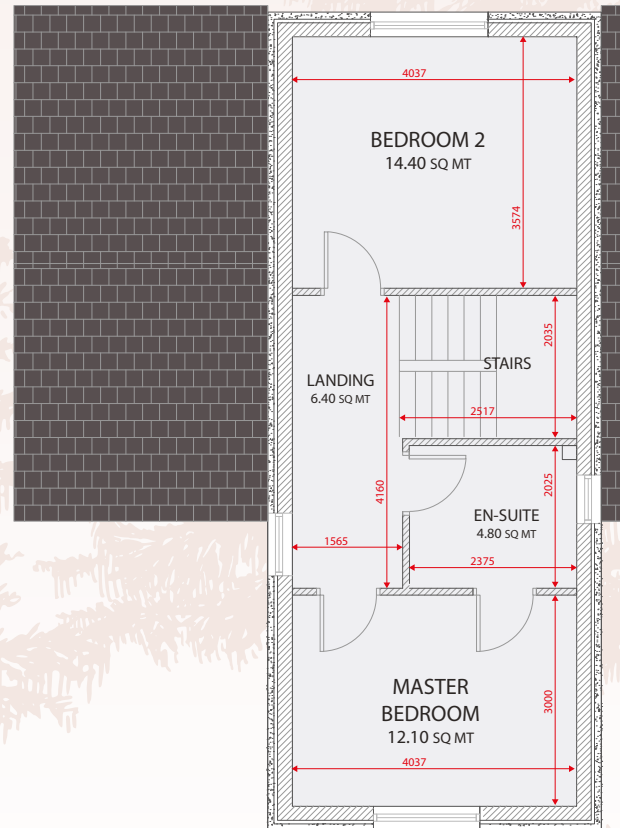 4037
BEDROOM 2
14.40 SQ MT
3574
2035
STAIRS
LANDING
6.40 SQ MT
2517
4160
2025
EN-SUITE
4.80 SQ MT
1565
2375
MASTER
BEDROOM
12.10 SQ MT
3000
4037